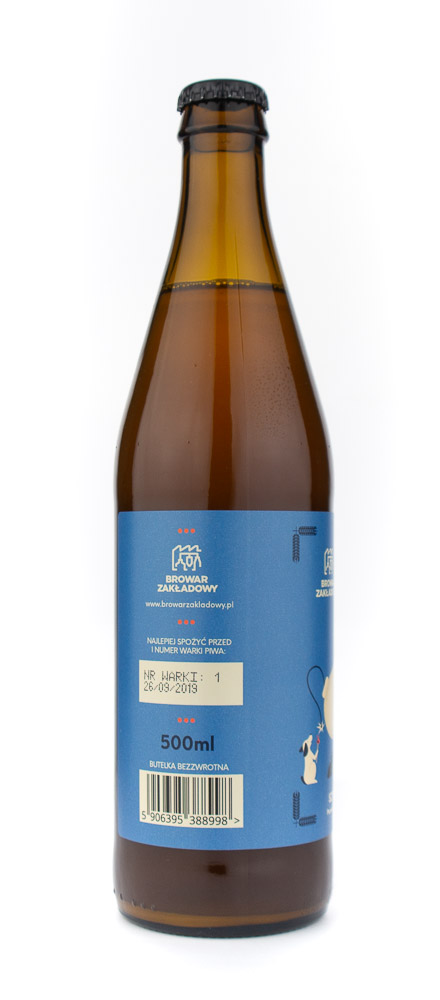 BROWAR
ZAKŁADOWY
www.browarzakladowy.pl
NAJLEPIEJ SPOŻYĆ PRZED
I NUMER WARKI PIWA:
NR WARKI: 1
26/09/2019
500ml
BUTELKA BEZZWROTNA
5 906395 388998 >
BROWAR
ZAKŁADOWY